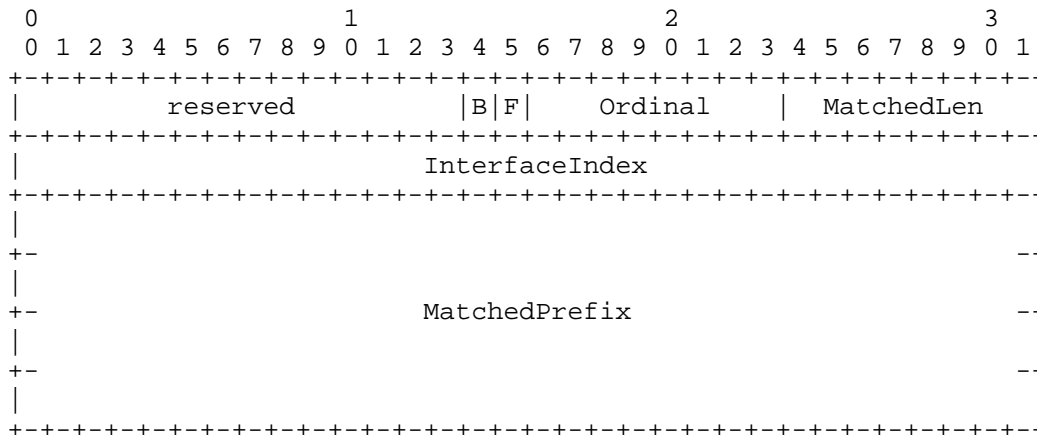 0                   1                   2                   3
 0 1 2 3 4 5 6 7 8 9 0 1 2 3 4 5 6 7 8 9 0 1 2 3 4 5 6 7 8 9 0 1
+-+-+-+-+-+-+-+-+-+-+-+-+-+-+-+-+-+-+-+-+-+-+-+-+-+-+-+-+-+-+-+--
|         reserved          |B|F|    Ordinal    |  MatchedLen
+-+-+-+-+-+-+-+-+-+-+-+-+-+-+-+-+-+-+-+-+-+-+-+-+-+-+-+-+-+-+-+--
|                         InterfaceIndex
+-+-+-+-+-+-+-+-+-+-+-+-+-+-+-+-+-+-+-+-+-+-+-+-+-+-+-+-+-+-+-+--
|
+-                                                             --
|
+-                        MatchedPrefix                        --
|
+-                                                             --
|
+-+-+-+-+-+-+-+-+-+-+-+-+-+-+-+-+-+-+-+-+-+-+-+-+-+-+-+-+-+-+-+--